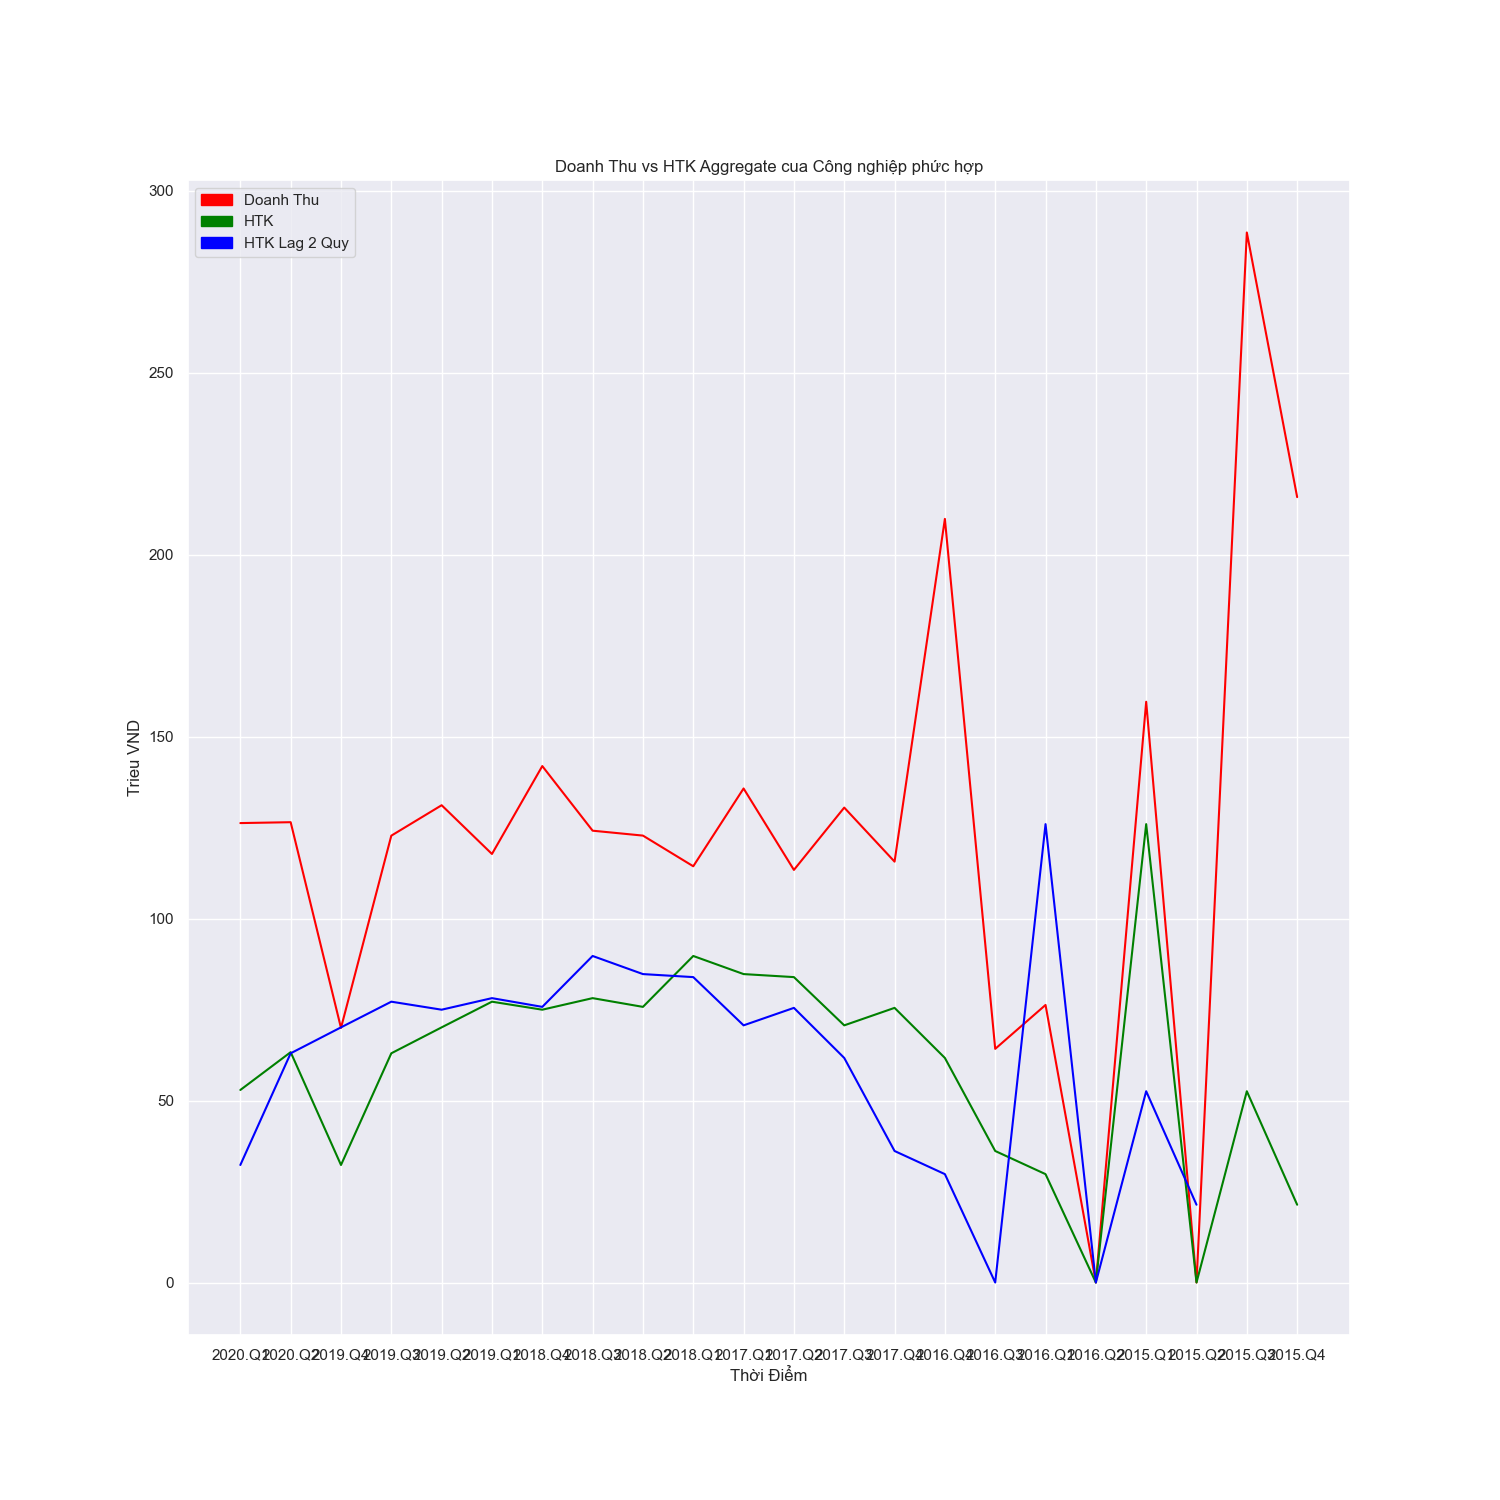 Doanh Thu vs HTK Aggregate cua Công nghiệp phức hợp
Doanh Thu
HTK
HTK Lag 2 Quy
300
250
200
150
100
50
0
Trieu VND
2020.Q1 2020.Q2 2019.Q4 2019.Q3 2019.Q2 2019.Q1 2018.Q4 2018.Q3 2018.Q2 2018.Q1 2017.Q1 2017.Q2 2017.Q3 2017.Q4 2016.Q4 2016.Q3 2016.Q1 2016.Q2 2015.Q1 2015.Q2 2015.Q3 2015.Q4
Thời Điểm